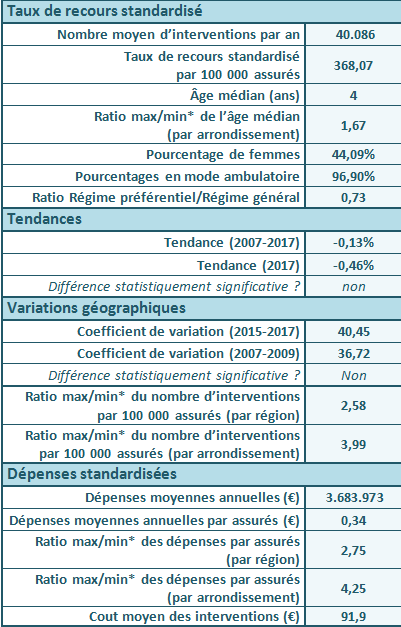 Taux de recours standardisé
Nombre moyen d'interventions par an 40.086
Taux de recours standardisé
par 100 000 assurés 368,07
Âge médian (ans) 4
Ratio max/min* de l'âge médian
(par arrondissement) 1,67
Pourcentage de femmes 44,09%
Pourcentages en mode ambulatoire 96,90%
Ratio Régime préférentiel/Régime général 0,73
Tendances
Tendance (2007-2017) -0,13%
Tendance (2017) -0,46%
Différence statistiquement significative ? non
Variations géographiques
Coefficient de variation (2015-2017) 40,45
Coefficient de variation (2007-2009) 36,72
Différence statistiquement significative ? Non
Ratio max/min* du nombre d'interventions
par 100 000 assurés (par région) 2,58
Ratio max/min* du nombre d'interventions
par 100 000 assurés (par arrondissement) 3,99
Dépenses standardisées
Dépenses moyennes annuelles (€) 3.683.973
Dépenses moyennes annuelles par assurés (€) 0,34
Ratio max/min* des dépenses par assurés
(par région) 2,75
Ratio max/min* des dépenses par assurés
(par arrondissement) 4,25
Cout moyen des interventions (€) 91,9